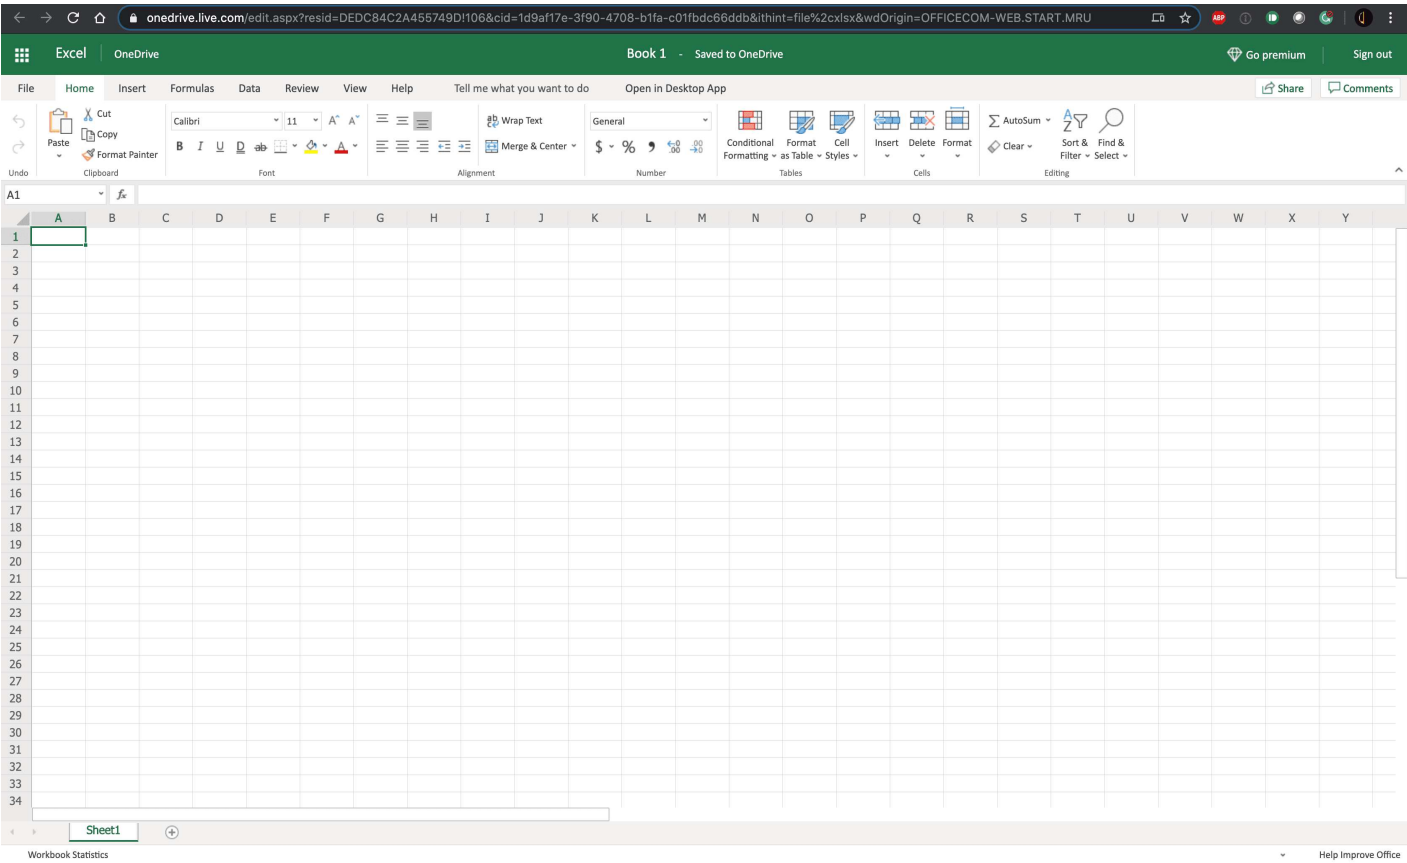 onedrive.live.com/edit.aspx?resid=DEDC84C2A455749D!106&cid=1d9af17e-3f90-4708-b1fa-c01fbdc66ddb&ithint=file%2cxlsx&wdOrigin=OFFICECOM-WEB.START.MRU ABP
Excel OneDrive Book 1 - Saved to OneDrive Go premium Sign out
File Home Insert Formulas Data Review View Help Tell me what you want to do Open in Desktop App Share Comments
Cut
Calibri 11 A A Wrap Text General AutoSum
Copy
Paste Format Painter B I U D ab A Merge & Center $ % Conditional Formatting Format as Table Cell Styles Insert Delete Format Clear Sort & Filter Find & Select
Undo Clipboard Font Alignment Number Tables Cells Editing
A1 fx
A B C D E F G H I J K L M N O P Q R S T U V W X Y
1
2
3
4
5
6
7
8
9
10
11
12
13
14
15
16
17
18
19
20
21
22
23
24
25
26
27
28
29
30
31
32
33
34
Sheet1
Workbook Statistics Help Improve Office